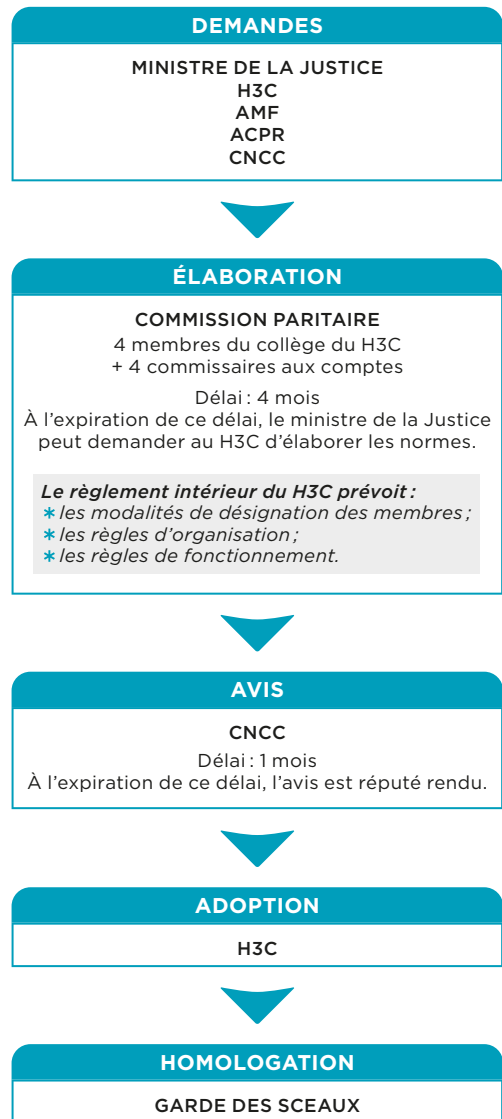 DEMANDES
MINISTRE DE LA JUSTICE
H3C
AMF
ACPR
CNCC
ÉLABORATION
COMMISSION PARITAIRE
4 membres du collège du H3C
+ 4 commissaires aux comptes
Délai : 4 mois
À l’expiration de ce délai, le ministre de la Justice
peut demander au H3C d’élaborer les normes.
Le règlement intérieur du H3C prévoit :
* les modalités de désignation des membres ;
* les règles d’organisation ;
* les règles de fonctionnement.
AVIS
CNCC
Délai : 1 mois
À l’expiration de ce délai, l’avis est réputé rendu.
ADOPTION
H3C
HOMOLOGATION
GARDE DES SCEAUX